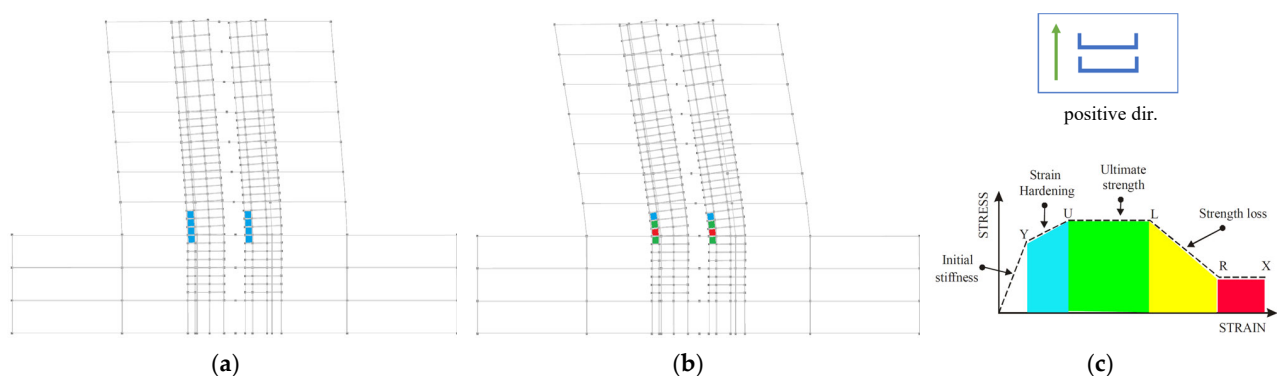 positive dir.
Strain
Hardening
Ultimate
strength
STRESS
Y
U
L
Strength loss
Initial
stiffness
R
X
STRAIN
(a)
(b)
(c)